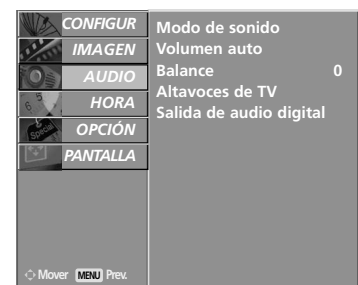 CONFIGUR
IMAGEN
AUDIO
HORA
OPCIÓN
PANTALLA
Modo de sonido
Volumen auto
Balance 0
Altavoces de TV
Salida de audio digital
Mover MENU Prev.